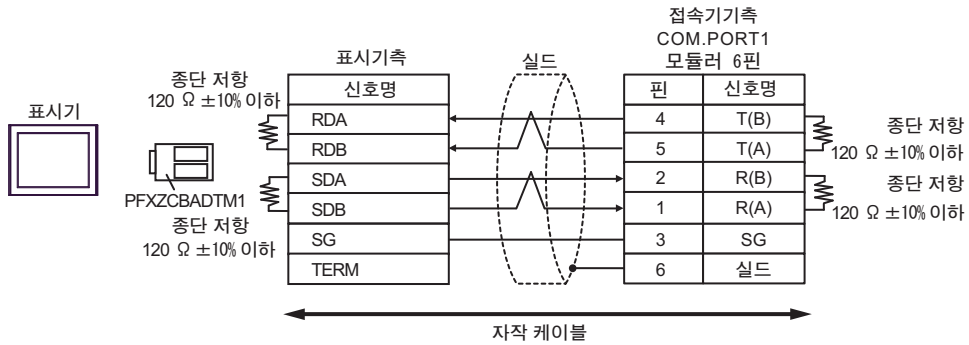 접속기기측
COM.PORT1
모듈러 6핀
표시기측
실드
종단 저항
120 Ω ±10% 이하
표시기
신호명
핀 신호명
RDA 4 T(B)
RDB 5 T(A)
종단 저항
120 Ω ±10% 이하
SDA 2 R(B)
SDB 1 R(A)
종단 저항
120 Ω ±10% 이하
PFXZCBADTM1
종단 저항
120 Ω ±10% 이하
SG 3 SG
TERM 6 실드
자작 케이블